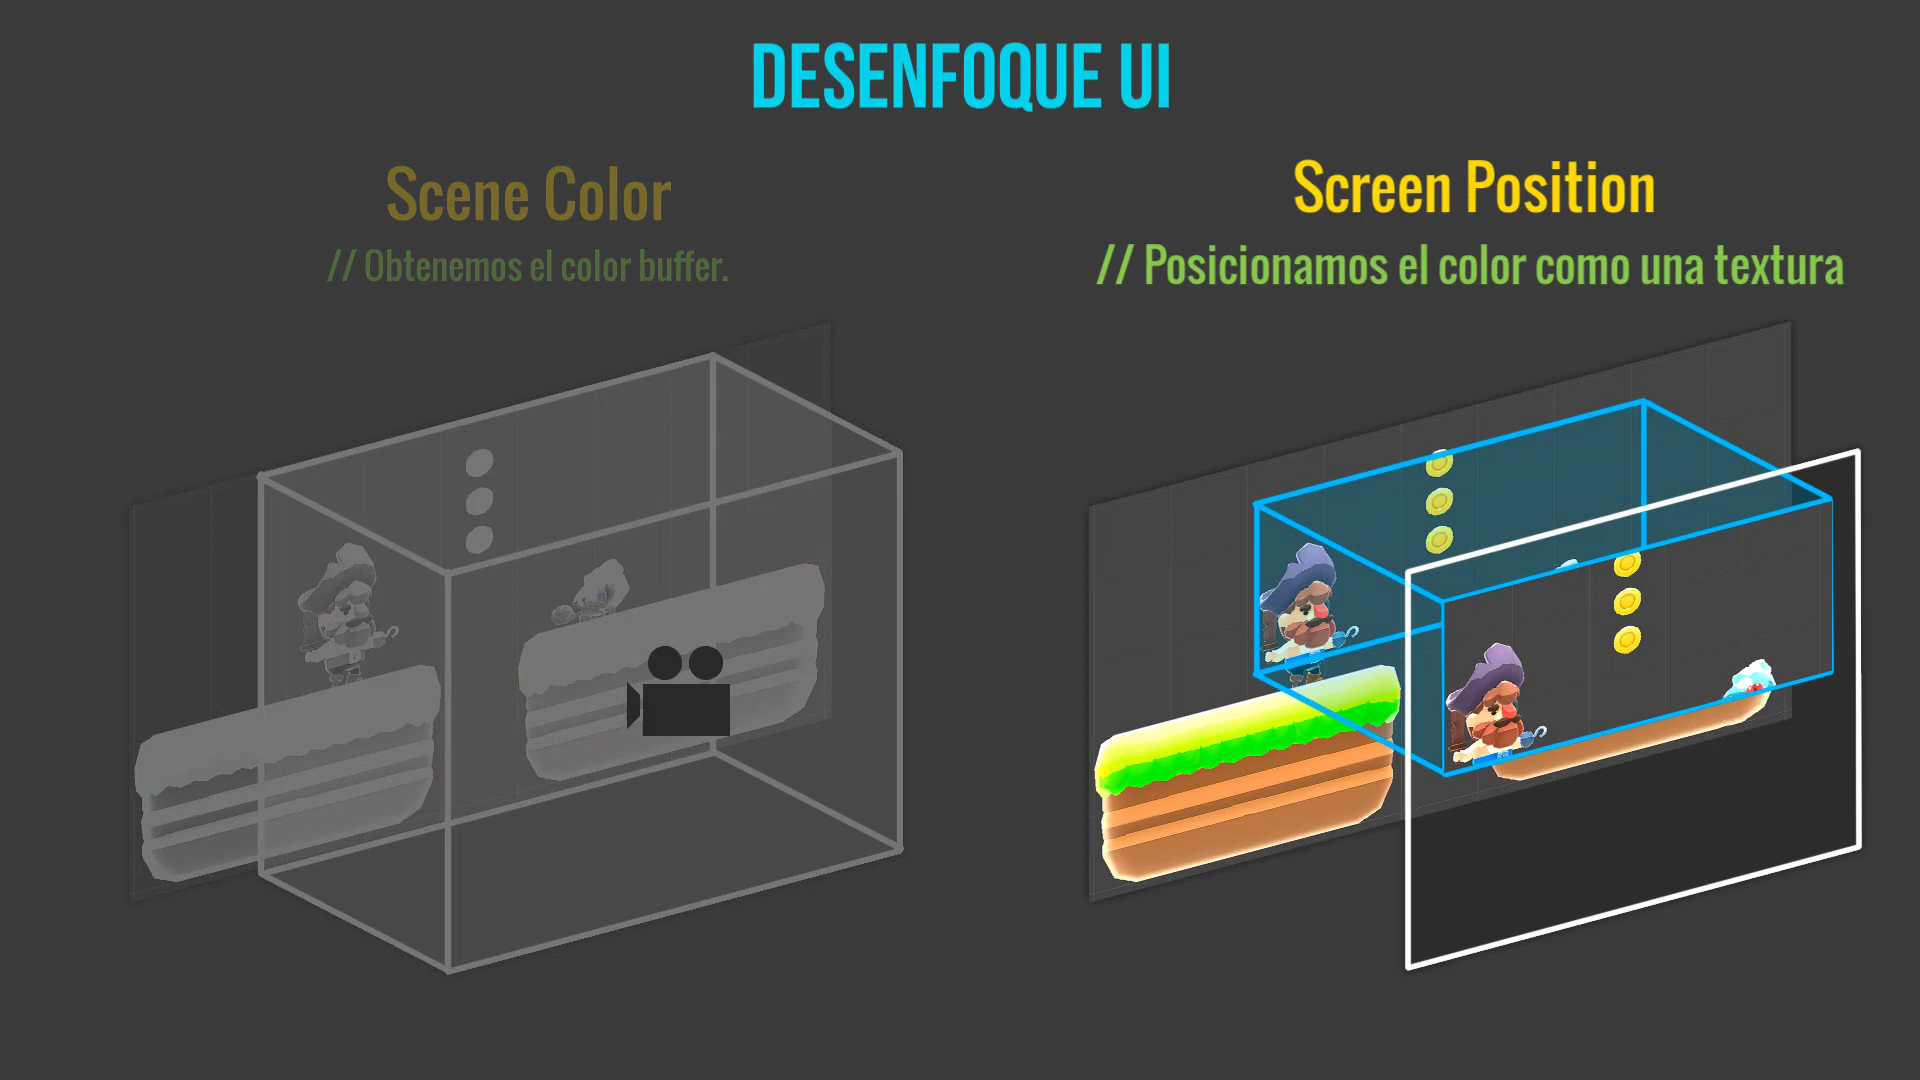 DESENFOQUE UI
Scene Color
// Obtenemos el color buffer.
Screen Position
// Posicionamos el color como una textura